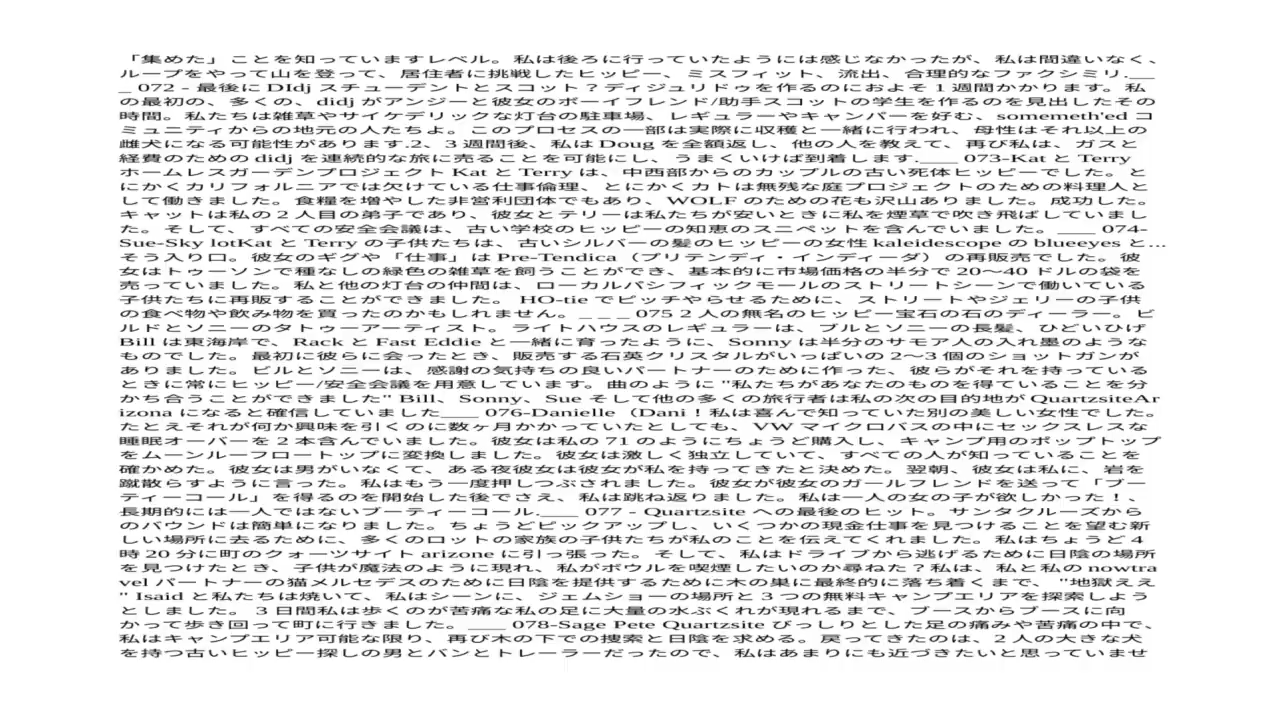 「集めた」ことを知っていますレベル。私は後ろに行っていたようには感じなかったが、私は間違いなく、
ループをやって山を登って、居住者に挑戦したヒッピー、ミスフィット、流出、合理的なファクシミリ.___
_ 072 - 最後に DIdj スチューデントとスコット？ディジュリドゥを作るのにおよそ 1 週間かかります。私
の最初の、多くの、didj がアンジーと彼女のボーイフレンド/助手スコットの学生を作るのを見出したその
時間。私たちは雑草やサイケデリックな灯台の駐車場、レギュラーやキャンパーを好む、somemeth'ed コ
ミュニティからの地元の人たちよ。このプロセスの一部は実際に収穫と一緒に行われ、母性はそれ以上の
雌犬になる可能性があります.2、3 週間後、私は Doug を全額返し、他の人を教えて、再び私は、ガスと
経費のための didj を連続的な旅に売ることを可能にし、うまくいけば到着します.___ 073-Kat と Terry
ホームレスガーデンプロジェクト Kat と Terry は、中西部からのカップルの古い死体ヒッピーでした。と
にかくカリフォルニアでは欠けている仕事倫理、とにかくカトは無残な庭プロジェクトのための料理人と
して働きました。食糧を増やした非営利団体でもあり、WOLF のための花も沢山ありました。成功した。
キャットは私の 2 人目の弟子であり、彼女とテリーは私たちが安いときに私を煙草で吹き飛ばしていまし
た。そして、すべての安全会議は、古い学校のヒッピーの知恵のスニペットを含んでいました。___ 074-
Sue-Sky lotKat と Terry の子供たちは、古いシルバーの髪のヒッピーの女性 kaleidescope の blueeyes と...
そう入り口。彼女のギグや「仕事」は Pre-Tendica（プリテンディ・インディーダ）の再販売でした。彼
女はトゥーソンで種なしの緑色の雑草を飼うことができ、基本的に市場価格の半分で 20～40 ドルの袋を
売っていました。私と他の灯台の仲間は、ローカルパシフィックモールのストリートシーンで働いている
子供たちに再販することができました。 HO-tie でビッチやらせるために、ストリートやジェリーの子供
の食べ物や飲み物を買ったのかもしれません。_ _ _ 075 2 人の無名のヒッピー宝石の石のディーラー。ビ
ルドとソニーのタトゥーアーティスト。ライトハウスのレギュラーは、ブルとソニーの長髪、ひどいひげ
Bill は東海岸で、Rack と Fast Eddie と一緒に育ったように、Sonny は半分のサモア人の入れ墨のような
ものでした。最初に彼らに会ったとき、販売する石英クリスタルがいっぱいの 2～3 個のショットガンが
ありました。ビルとソニーは、感謝の気持ちの良いパートナーのために作った、彼らがそれを持っている
ときに常にヒッピー/安全会議を用意しています。曲のように "私たちがあなたのものを得ていることを分
かち合うことができました" Bill、Sonny、Sue そして他の多くの旅行者は私の次の目的地が QuartzsiteAr
izona になると確信していました___ 076-Danielle（Dani！私は喜んで知っていた別の美しい女性でした。
たとえそれが何か興味を引くのに数ヶ月かかっていたとしても、VW マイクロバスの中にセックスレスな
睡眠オーバーを 2 本含んでいました。彼女は私の 71 のようにちょうど購入し、キャンプ用のポップトップ
をムーンルーフロートップに変換しました。彼女は激しく独立していて、すべての人が知っていることを
確かめた。彼女は男がいなくて、ある夜彼女は彼女が私を持ってきたと決めた。翌朝、彼女は私に、岩を
蹴散らすように言った。私はもう一度押しつぶされました。彼女が彼女のガールフレンドを送って「ブー
ティーコール」を得るのを開始した後でさえ、私は跳ね返りました。私は一人の女の子が欲しかった！、
長期的には一人ではないブーティーコール.___ 077 - Quartzsite への最後のヒット。サンタクルーズから
のバウンドは簡単になりました。ちょうどピックアップし、いくつかの現金仕事を見つけることを望む新
しい場所に去るために、多くのロットの家族の子供たちが私のことを伝えてくれました。私はちょうど 4
時 20 分に町のクォーツサイト arizone に引っ張った。そして、私はドライブから逃げるために日陰の場所
を見つけたとき、子供が魔法のように現れ、私がボウルを喫煙したいのか尋ねた？私は、私と私の nowtra
vel パートナーの猫メルセデスのために日陰を提供するために木の巣に最終的に落ち着くまで、 "地獄ええ
" Isaid と私たちは焼いて、私はシーンに、ジェムショーの場所と 3 つの無料キャンプエリアを探索しよう
としました。 3 日間私は歩くのが苦痛な私の足に大量の水ぶくれが現れるまで、ブースからブースに向
かって歩き回って町に行きました。___ 078-Sage Pete Quartzsite びっしりとした足の痛みや苦痛の中で、
私はキャンプエリア可能な限り、再び木の下での捜索と日陰を求める。戻ってきたのは、2 人の大きな犬
を持つ古いヒッピー探しの男とバンとトレーラーだったので、私はあまりにも近づきたいと思っていませ